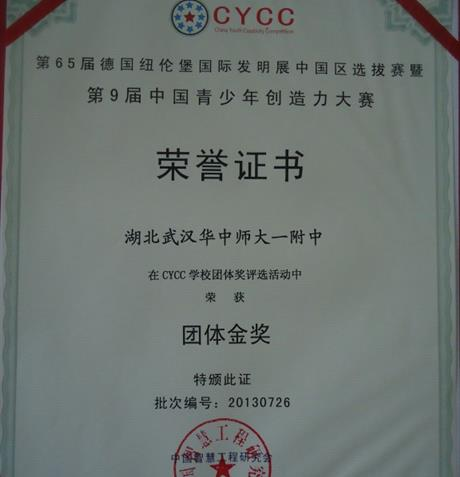 CYCC
China Youth Creativity Competition
第65届德国纽伦堡国际发明展中国区选拔赛暨
第9届中国青少年创造力大赛
荣誉证书
湖北武汉华中师大一附中
在CYCC学校团体奖评选活动中
荣 获
团体金奖
特颁此证
批次编号：20130726
中国智慧工程研究会